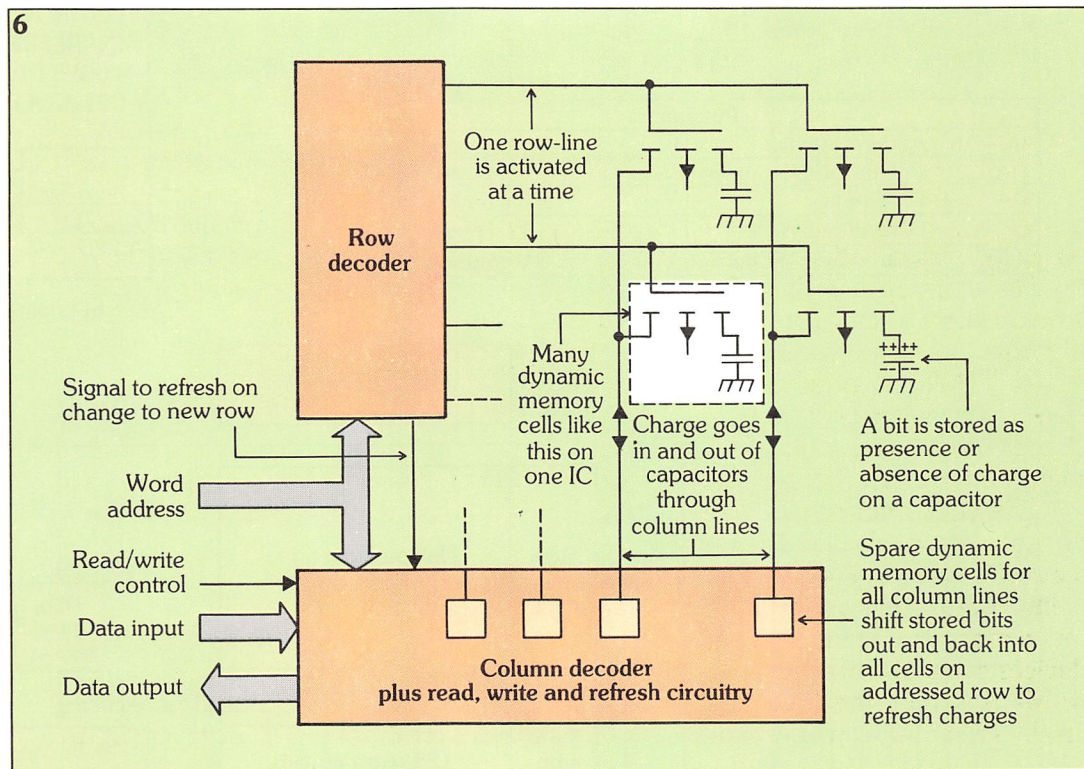 6
Row
decoder
One row-line
is activated
at a time
Signal to refresh on
change to new row
Many
dynamic
memory
cells like
this on
one IC
Charge goes
in and out of
capacitors
through
column lines
++++
----
A bit is stored as
presence or
absence of charge
on a capacitor
Word
address
Read/write
control
Data input
Data output
Column decoder
plus read, write and refresh circuitry
Spare dynamic
memory cells for
all column lines
shift stored bits
out and back into
all cells on
addressed row to
refresh charges